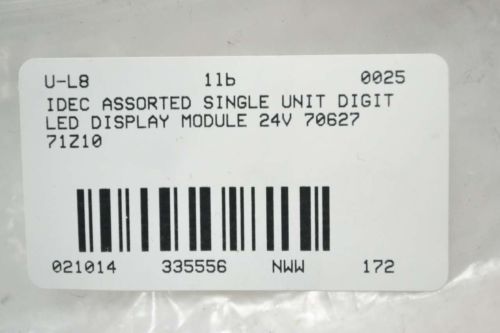 U-L8 1lb 0025
IDEC ASSORTED SINGLE UNIT DIGIT
LED DISPLAY MODULE 24V 70627
71Z10
021014 335556 NWW 172